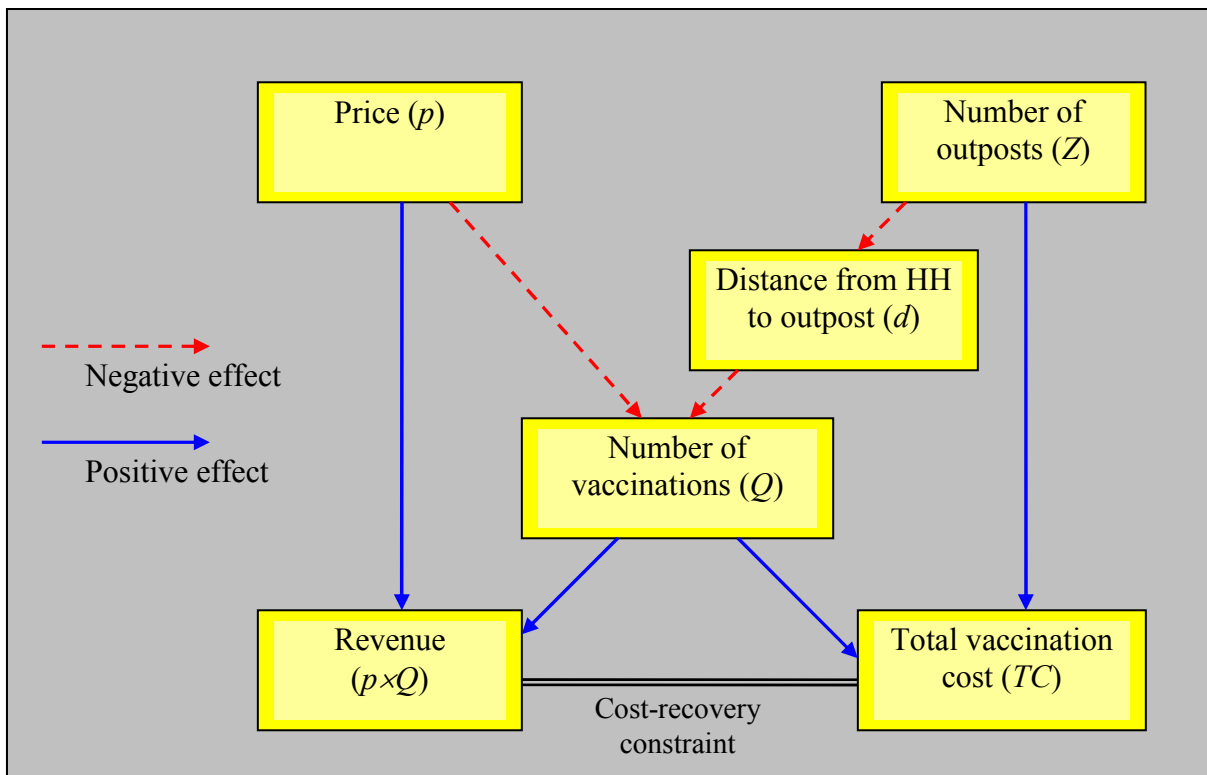 Price (p)
Number of
outposts (Z)
Distance from HH
to outpost (d)
Negative effect
Positive effect
Number of
vaccinations (Q)
Revenue
(p×Q)
Total vaccination
cost (TC)
Cost-recovery
constraint